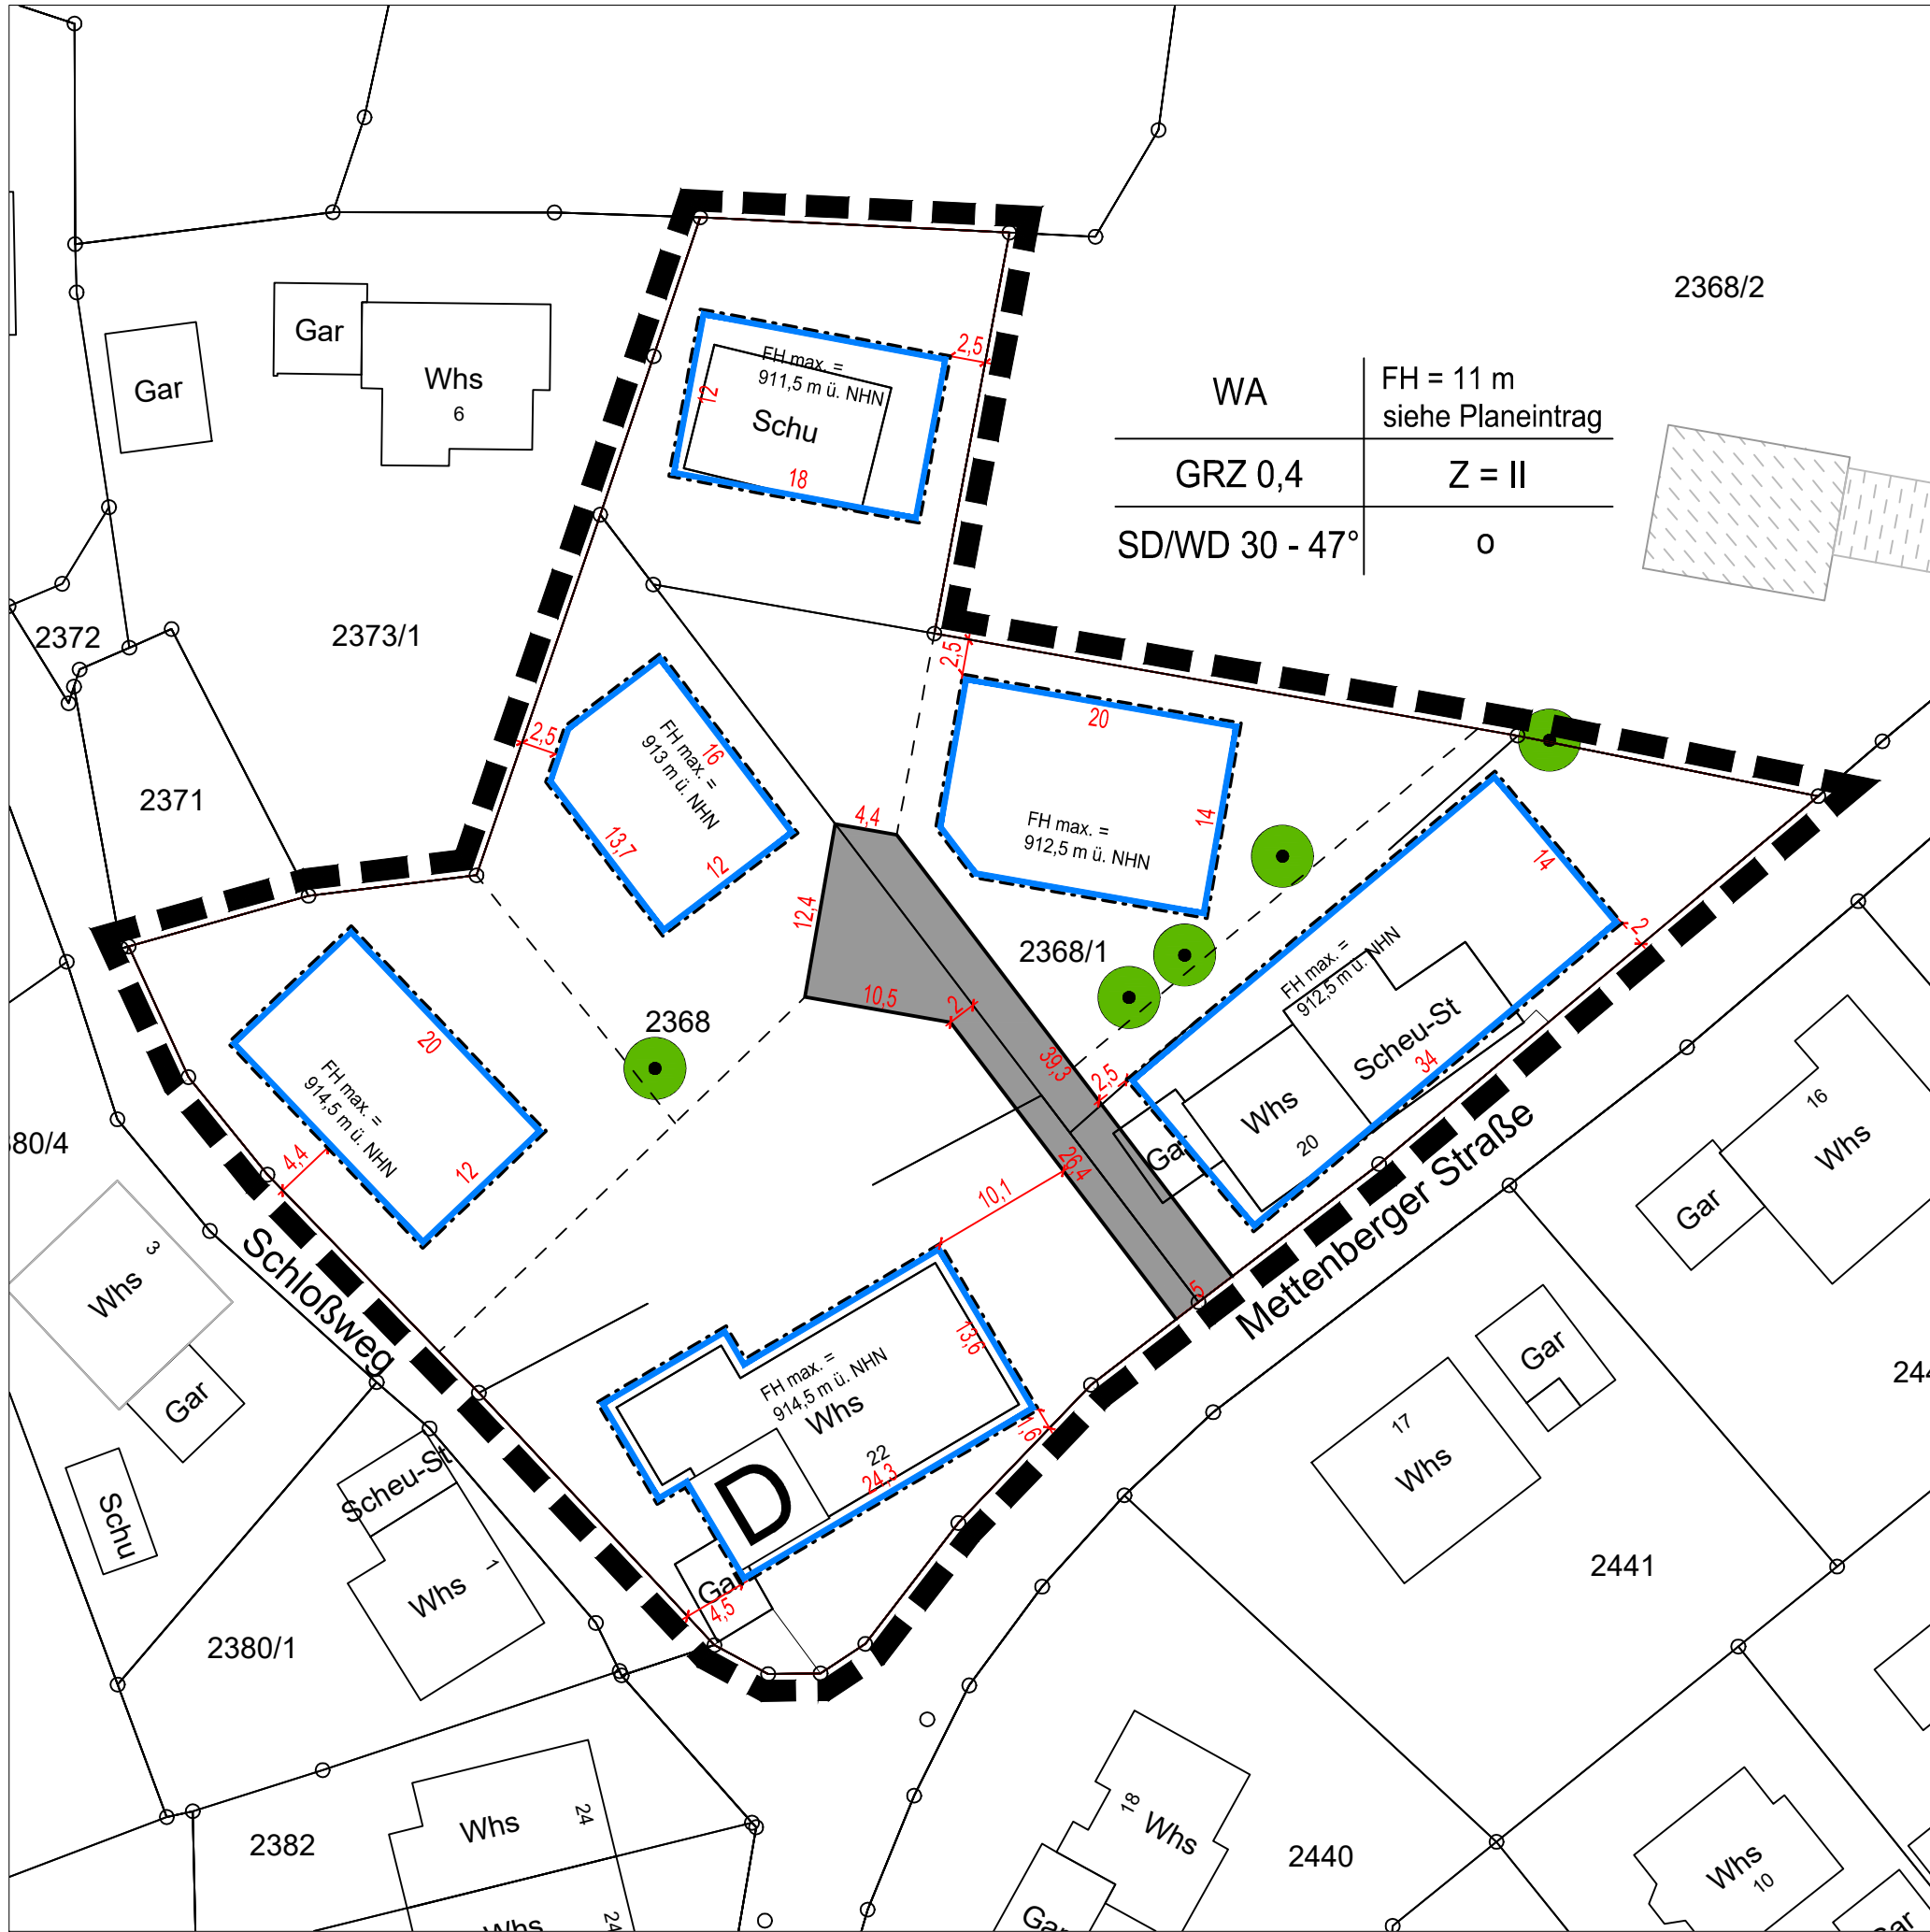 2368/2
Gar
Gar
Whs
6
FH max. =
911,5 m ü. NHN
12
Schu
18
2,5
WA
FH = 11 m
siehe Planeintrag
GRZ 0,4
Z = II
SD/WD 30 - 47°
o
2372
2373/1
2371
2,5
FH max. =
913 m ü. NHN
16
13,7
12
2,5
20
14
FH max. =
912,5 m ü. NHN
4,4
12,4
10,5
2
2368/1
2368
39,3
2,5
26,4
10,1
5
14
2
FH max. =
912,5 m ü. NHN
Scheu-St
34
Whs
20
Mettenberger Straße
20
FH max. =
914,5 m ü. NHN
12
4,4
Schloßweg
Whs
3
Gar
Schu
Scheu-St
Whs
1
2380/1
FH max. =
914,5 m ü. NHN
Whs
22
24,3
13,6
1,6
D
4,5
16
Whs
Gar
Gar
17
Whs
2441
2382
Whs
24
Whs
24
18
Whs
2440
Whs
10